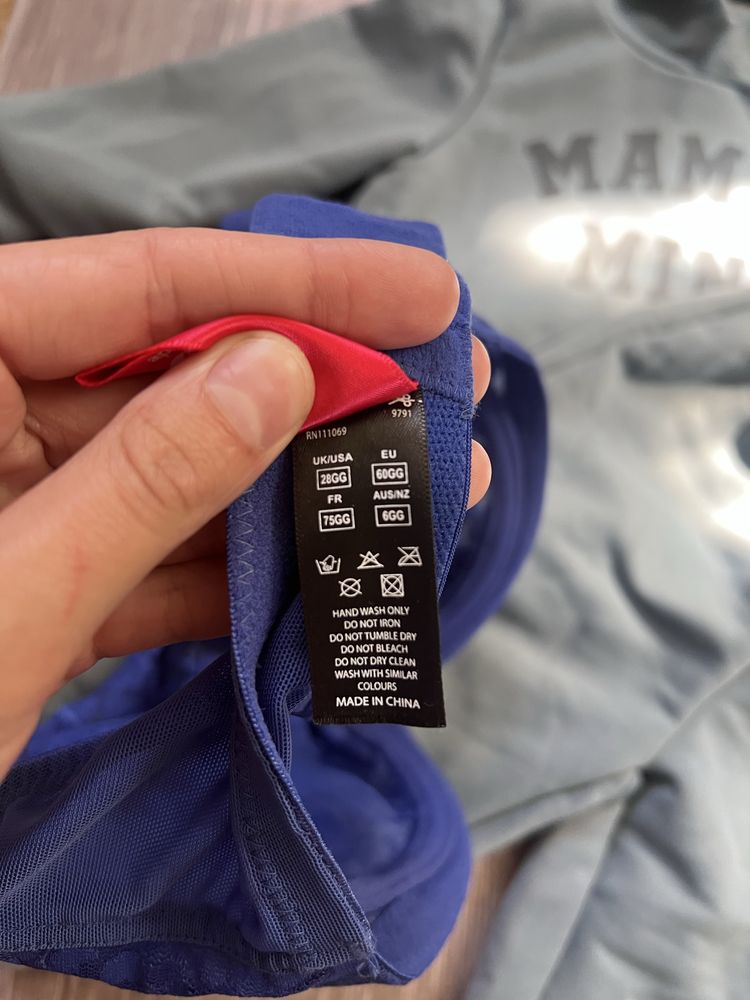 MAM
MIN
9791
RN111069
UK/USA EU
28GG 60GG
FR AUS/NZ
75GG 6GG
HAND WASH ONLY
DO NOT IRON
DO NOT TUMBLE DRY
DO NOT BLEACH
DO NOT DRY CLEAN
WASH WITH SIMILAR
COLOURS
MADE IN CHINA